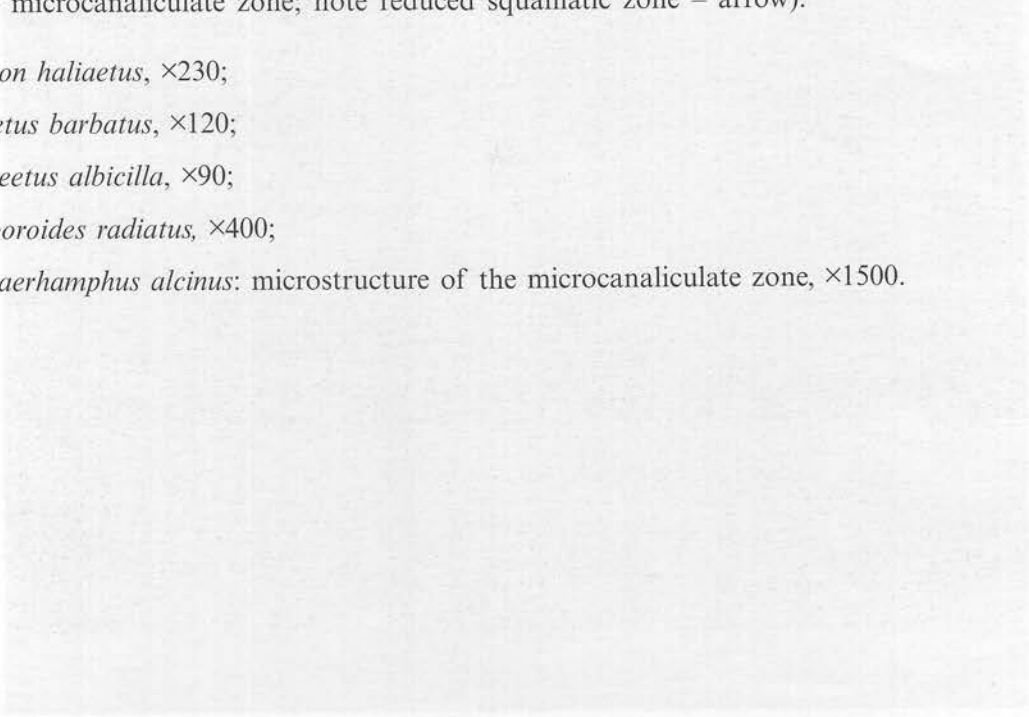 microcanaliculate zone; note reduced squamatic zone – arrow).
on haliaetus, ×230;
etus barbatus, ×120;
eetus albicilla, ×90;
oroides radiatus, ×400;
aerhamphus alcinus: microstructure of the microcanaliculate zone, ×1500.